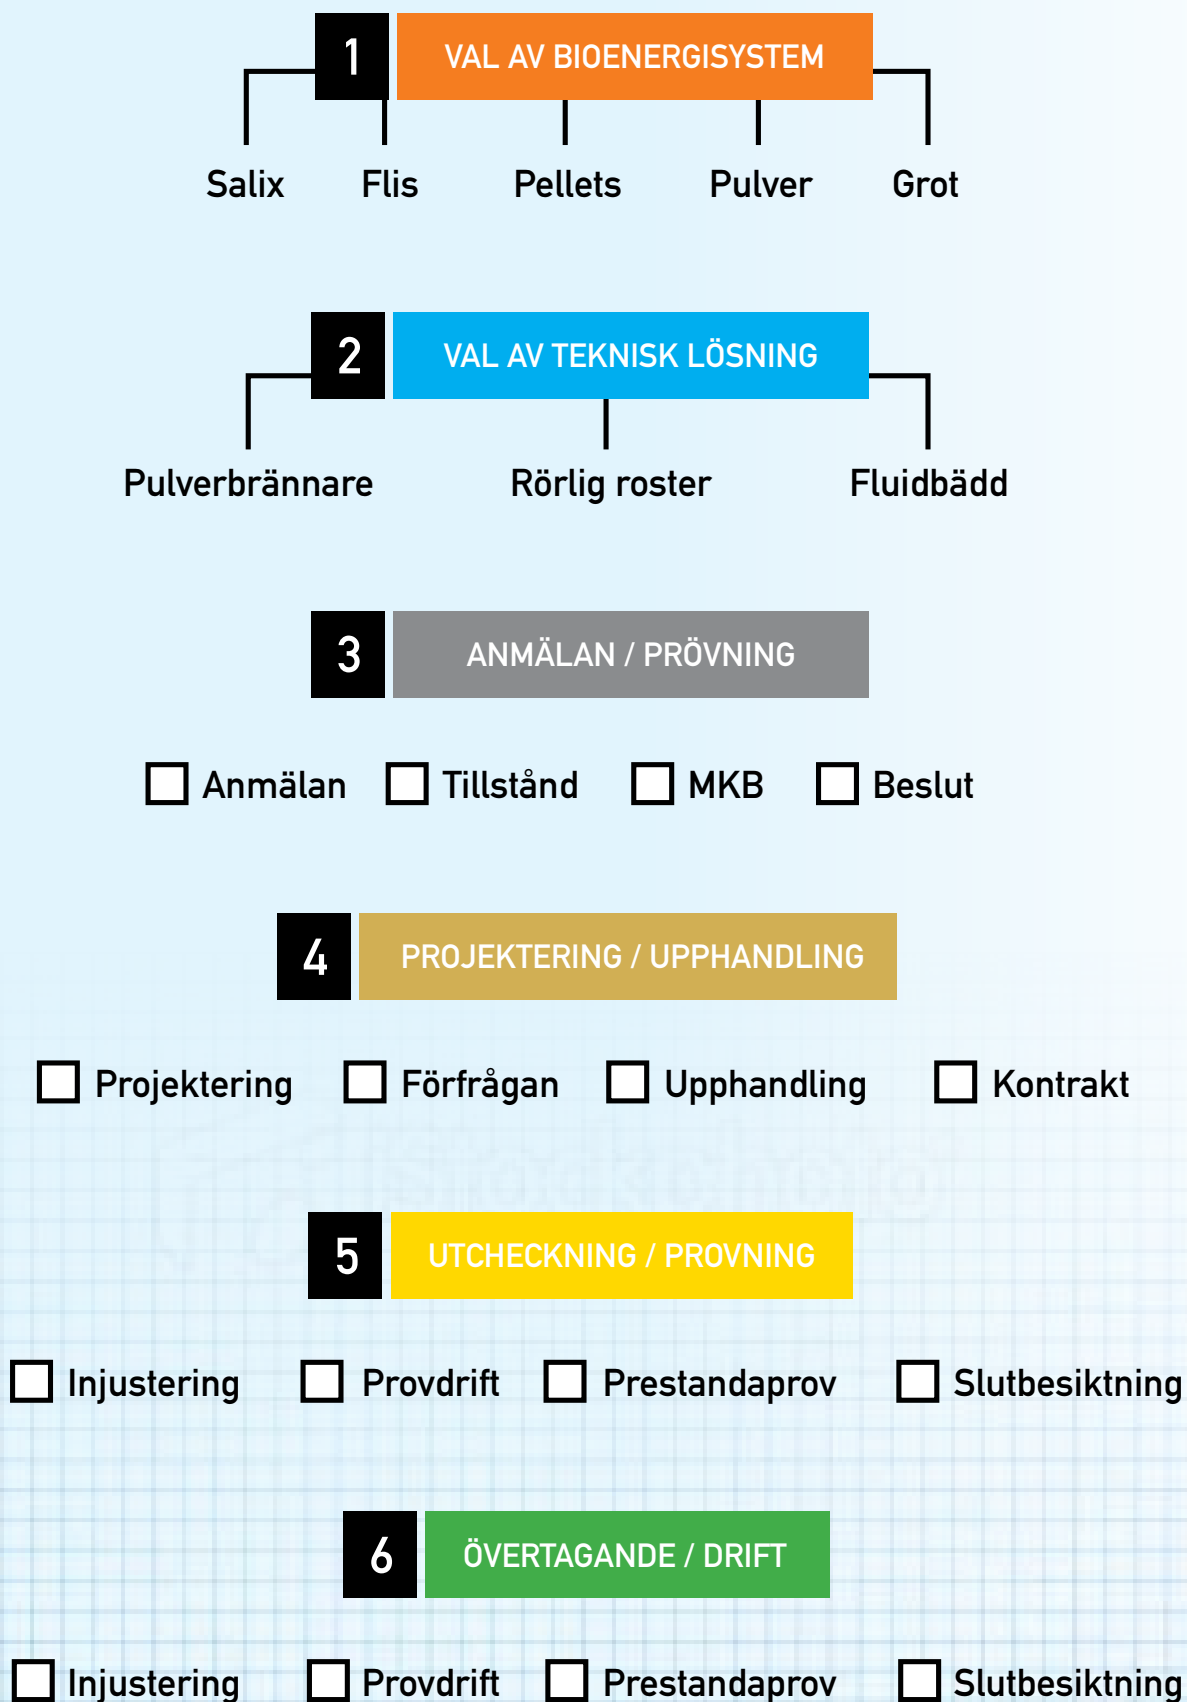 1 VAL AV BIOENERGISYSTEM
Salix Flis Pellets Pulver Grot
2 VAL AV TEKNISK LÖSNING
Pulverbrännare Rörlig roster Fluidbädd
3 ANMÄLAN / PRÖVNING
Anmälan Tillstånd MKB Beslut
4 PROJEKTERING / UPPHANDLING
Projektering Förfrågan Upphandling Kontrakt
5 UTCHECKNING / PROVNING
Injustering Provdrift Prestandaprov Slutbesiktning
6 ÖVERTAGANDE / DRIFT
Injustering Provdrift Prestandaprov Slutbesiktning